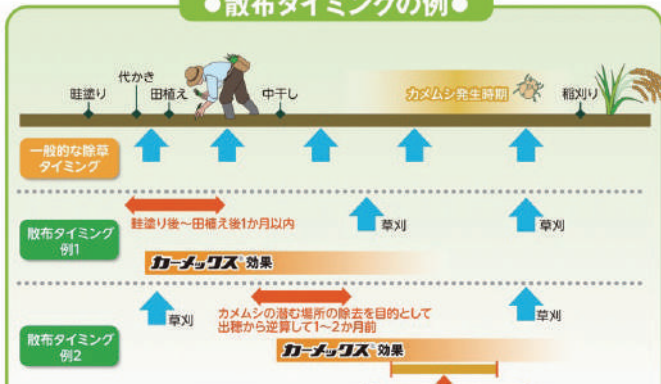 ●散布タイミングの例●
畦塗り
代かき
田植え
中干し
カメムシ発生時期
稲刈り
一般的な除草
タイミング
畦塗り後～田植え後1か月以内
散布タイミング
例1
草刈
草刈
カーメックス® 効果
草刈
カメムシの潜む場所の除去を目的として
出穂から逆算して1～2か月前
草刈
散布タイミング
例2
カーメックス® 効果